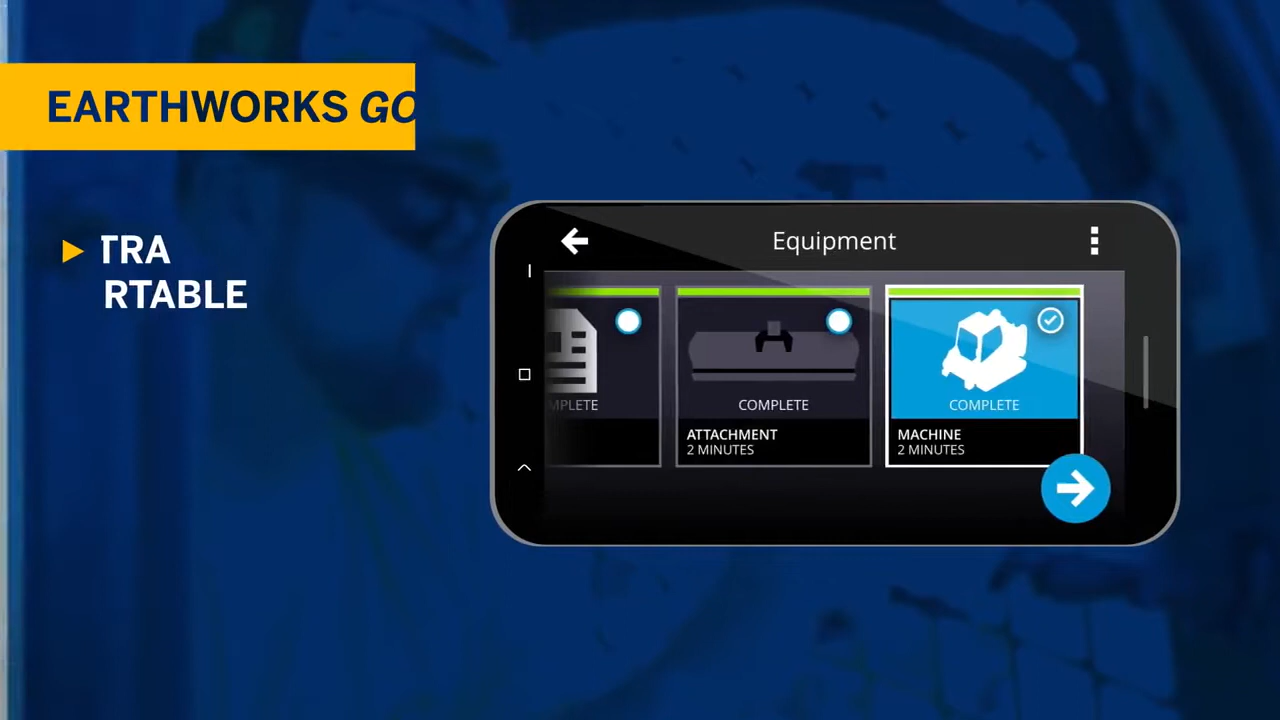 EARTHWORKS GO
TRA
RTABLE
Equipment
MPLETE
COMPLETE
COMPLETE
ATTACHMENT
MACHINE
2 MINUTES
2 MINUTES